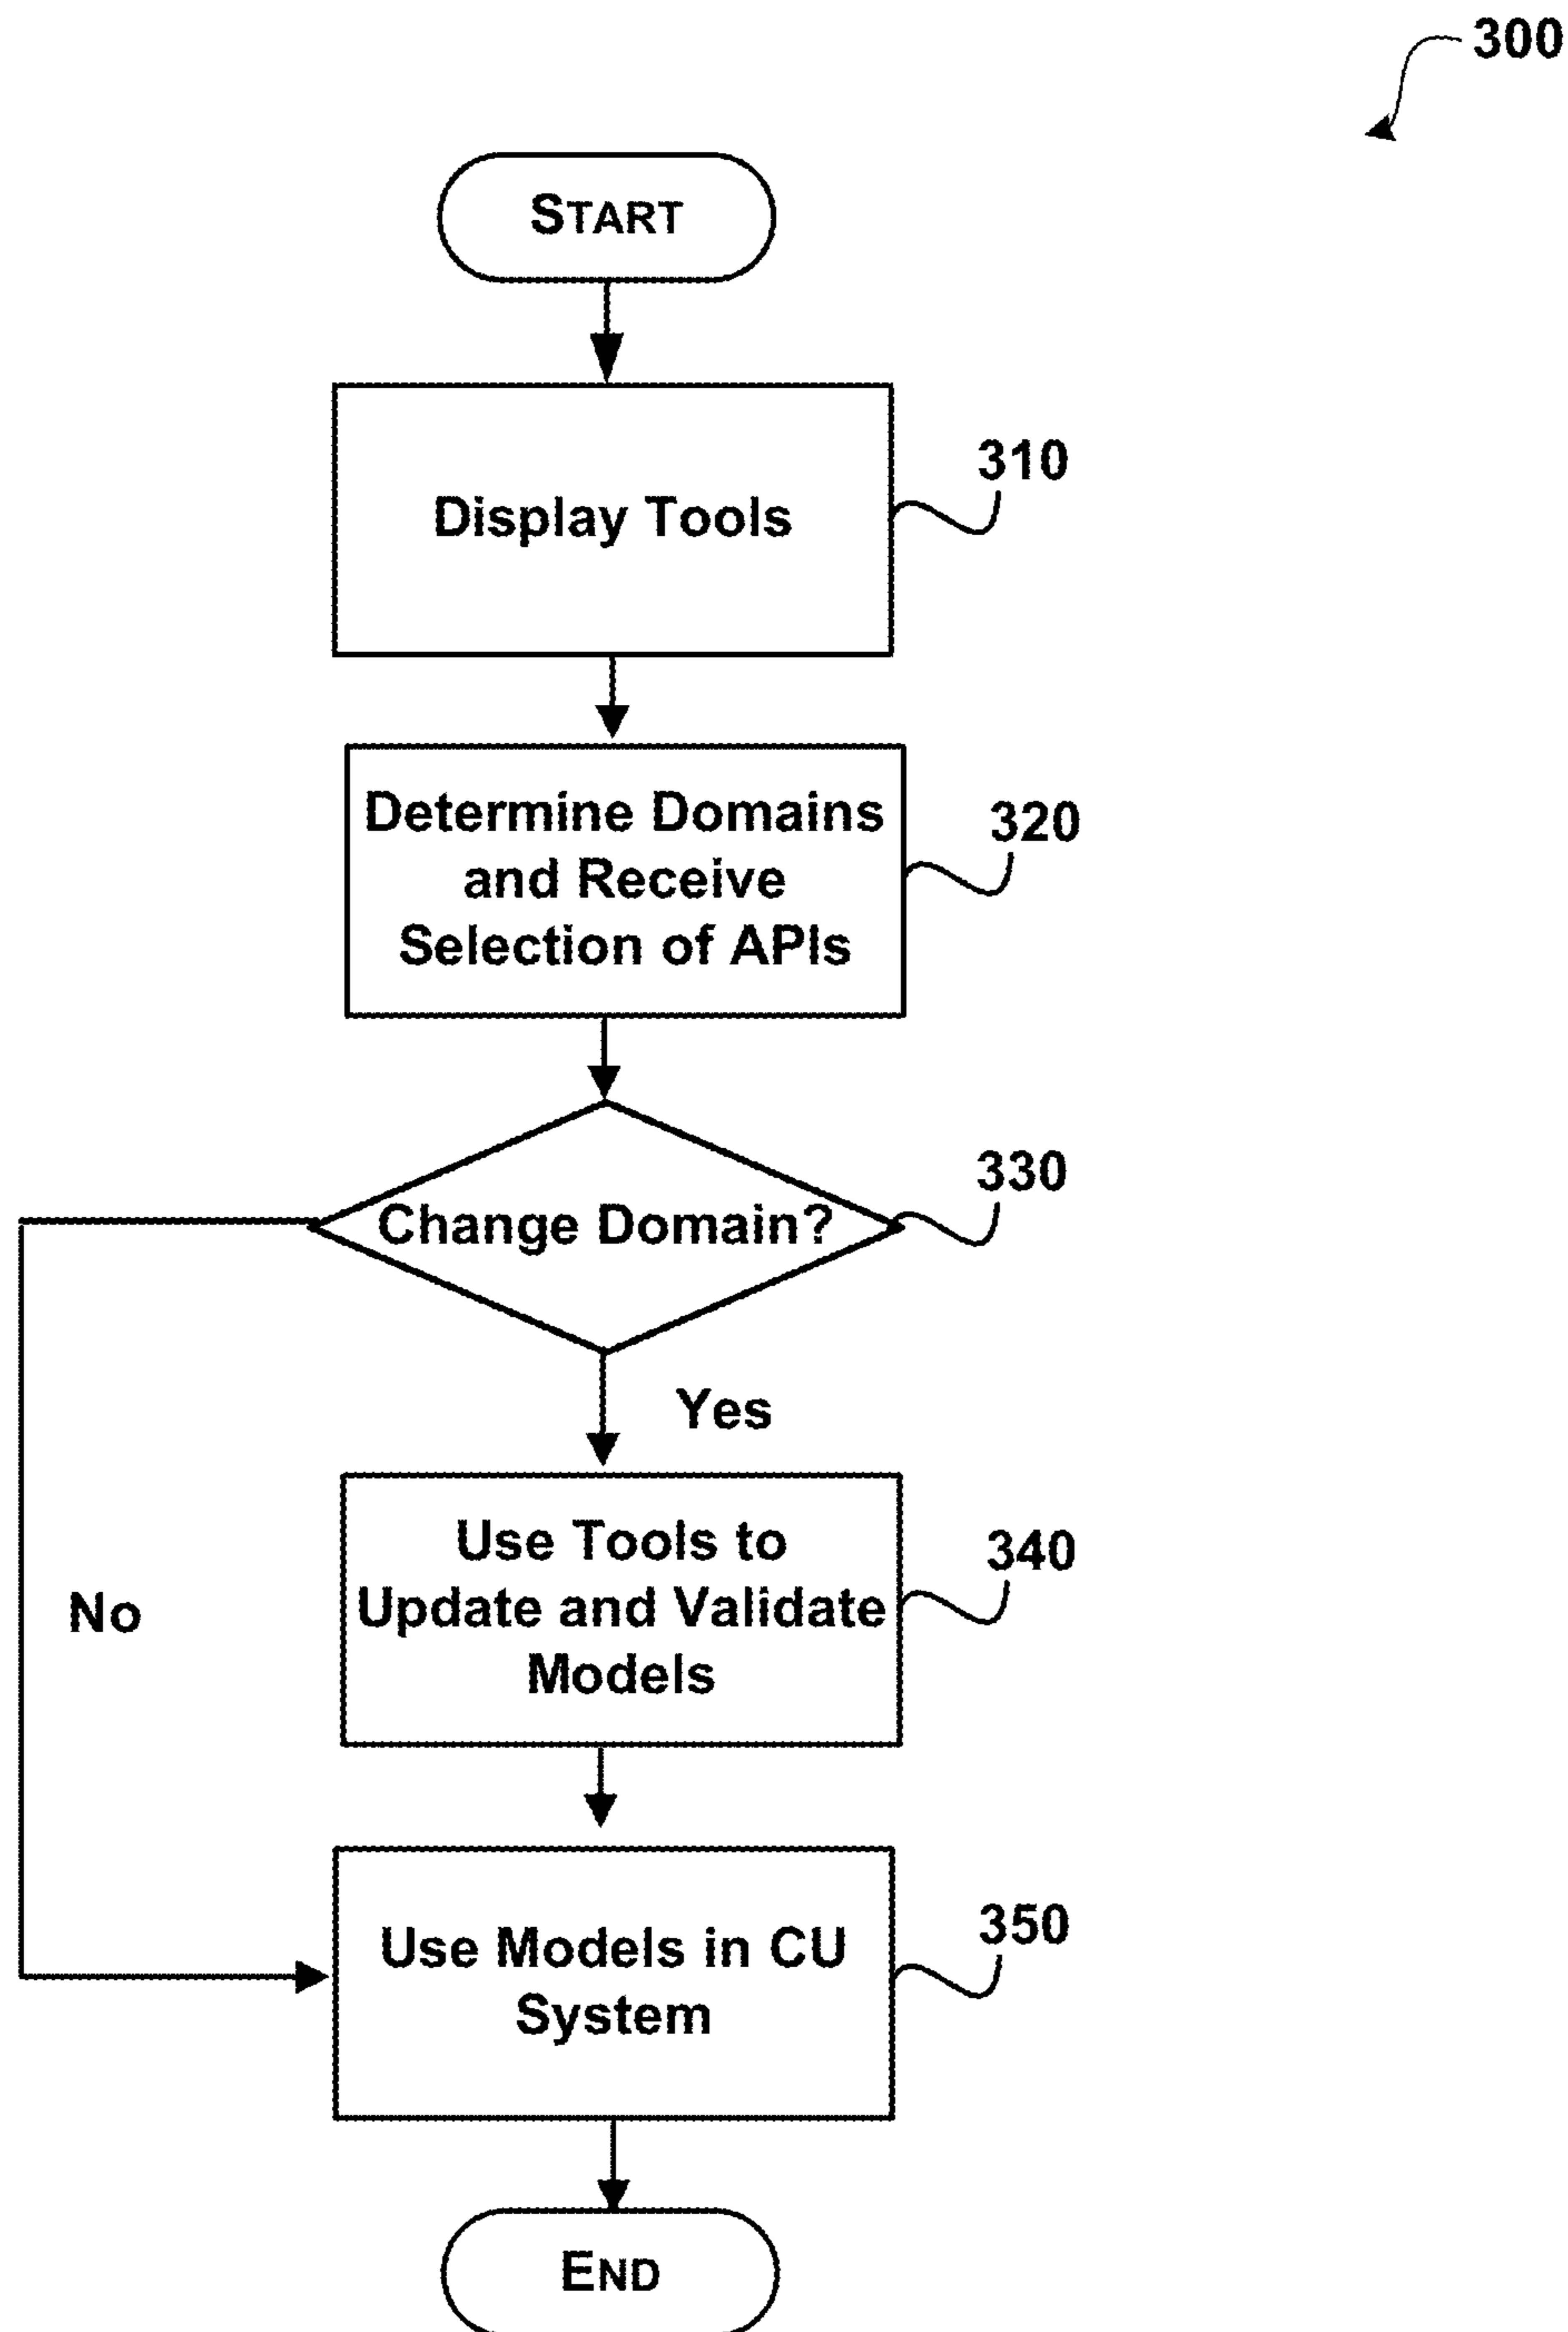 300
START
310
Display Tools
Determine Domains
320
and Receive
Selection of APIs
330
Change Domain?
Yes
Use Tools to
340
Update and Validate
No
Models
350
Use Models in CU
System
END